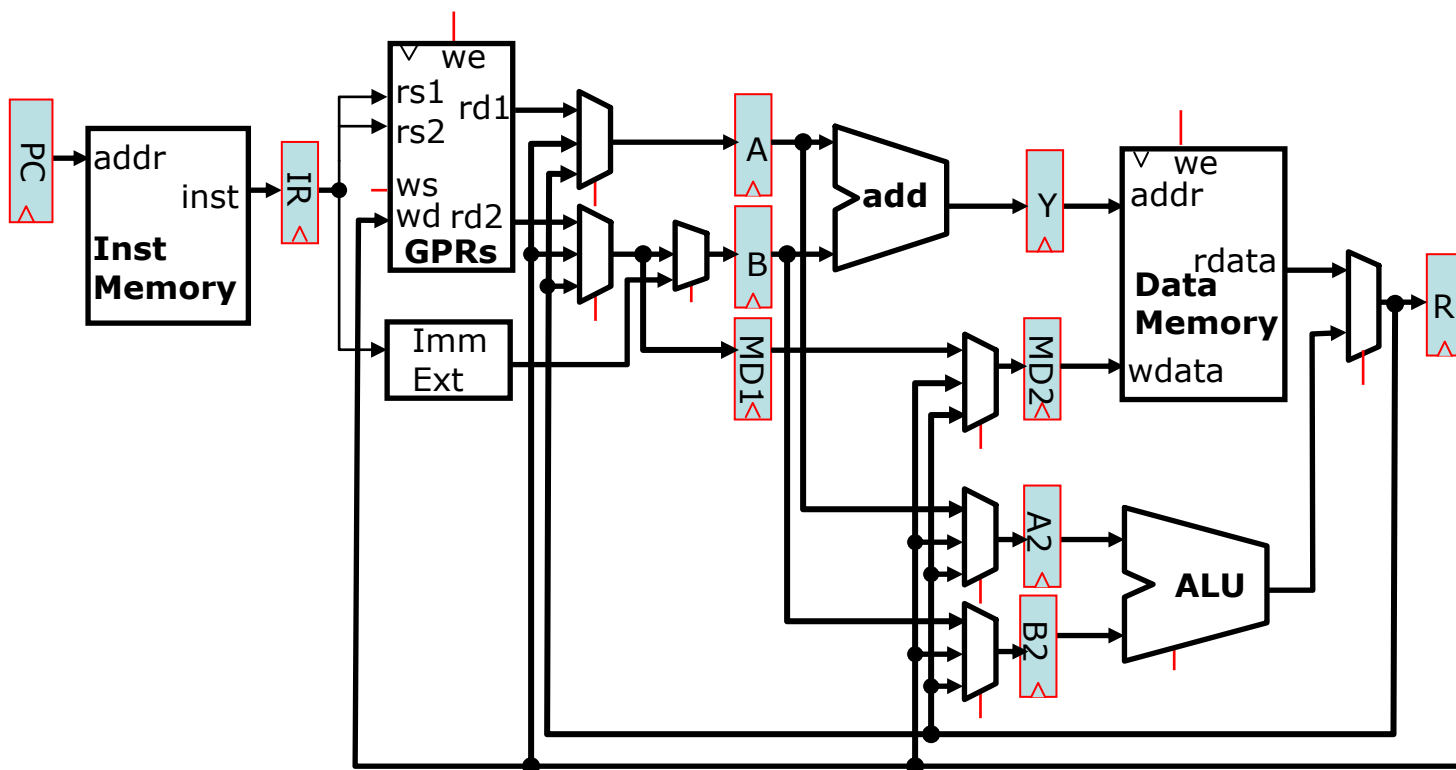 PC
addr
inst
Inst
Memory
IR
we
rs1
rs2
rd1
ws
wd
rd2
GPRs
Imm
Ext
A
B
MD1
add
Y
MD2
A2
B2
we
addr
rdata
Data
Memory
wdata
ALU
R